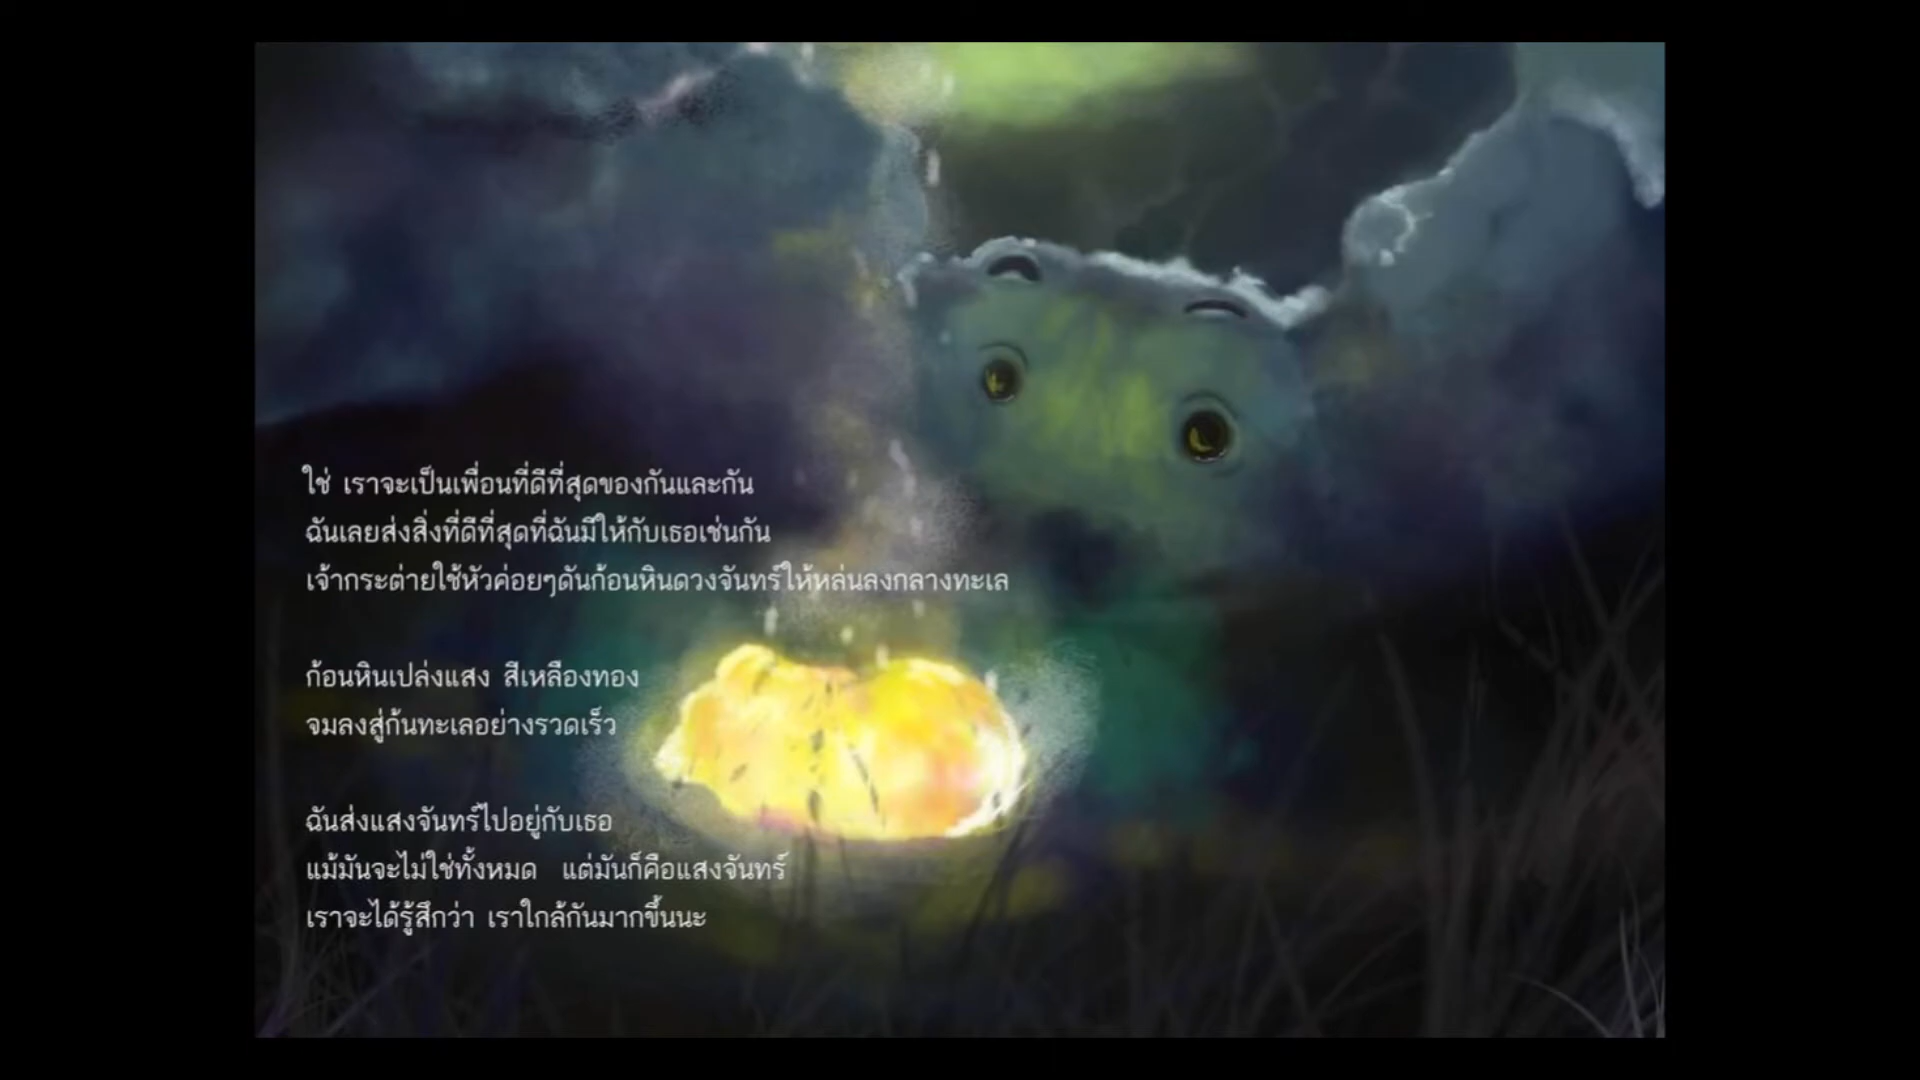 ใช่ เราจะเป็นเพื่อนที่ดีที่สุดของกันและกัน
ฉันเลยส่งสิ่งที่ดีที่สุดที่ฉันมีให้กับเธอเช่นกัน
เจ้ากระต่ายใช้หัวค่อยๆดันก้อนหินดวงจันทร์ให้หล่นลงกลางทะเล
ก้อนหินเปล่งแสง สีเหลืองทอง
จมลงสู่ก้นทะเลอย่างรวดเร็ว
ฉันส่งแสงจันทร์ไปอยู่กับเธอ
แม้มันจะไม่ใช่ทั้งหมด แต่มันก็คือแสงจันทร์
เราจะได้รู้สึกว่า เราใกล้กันมากขึ้นนะ